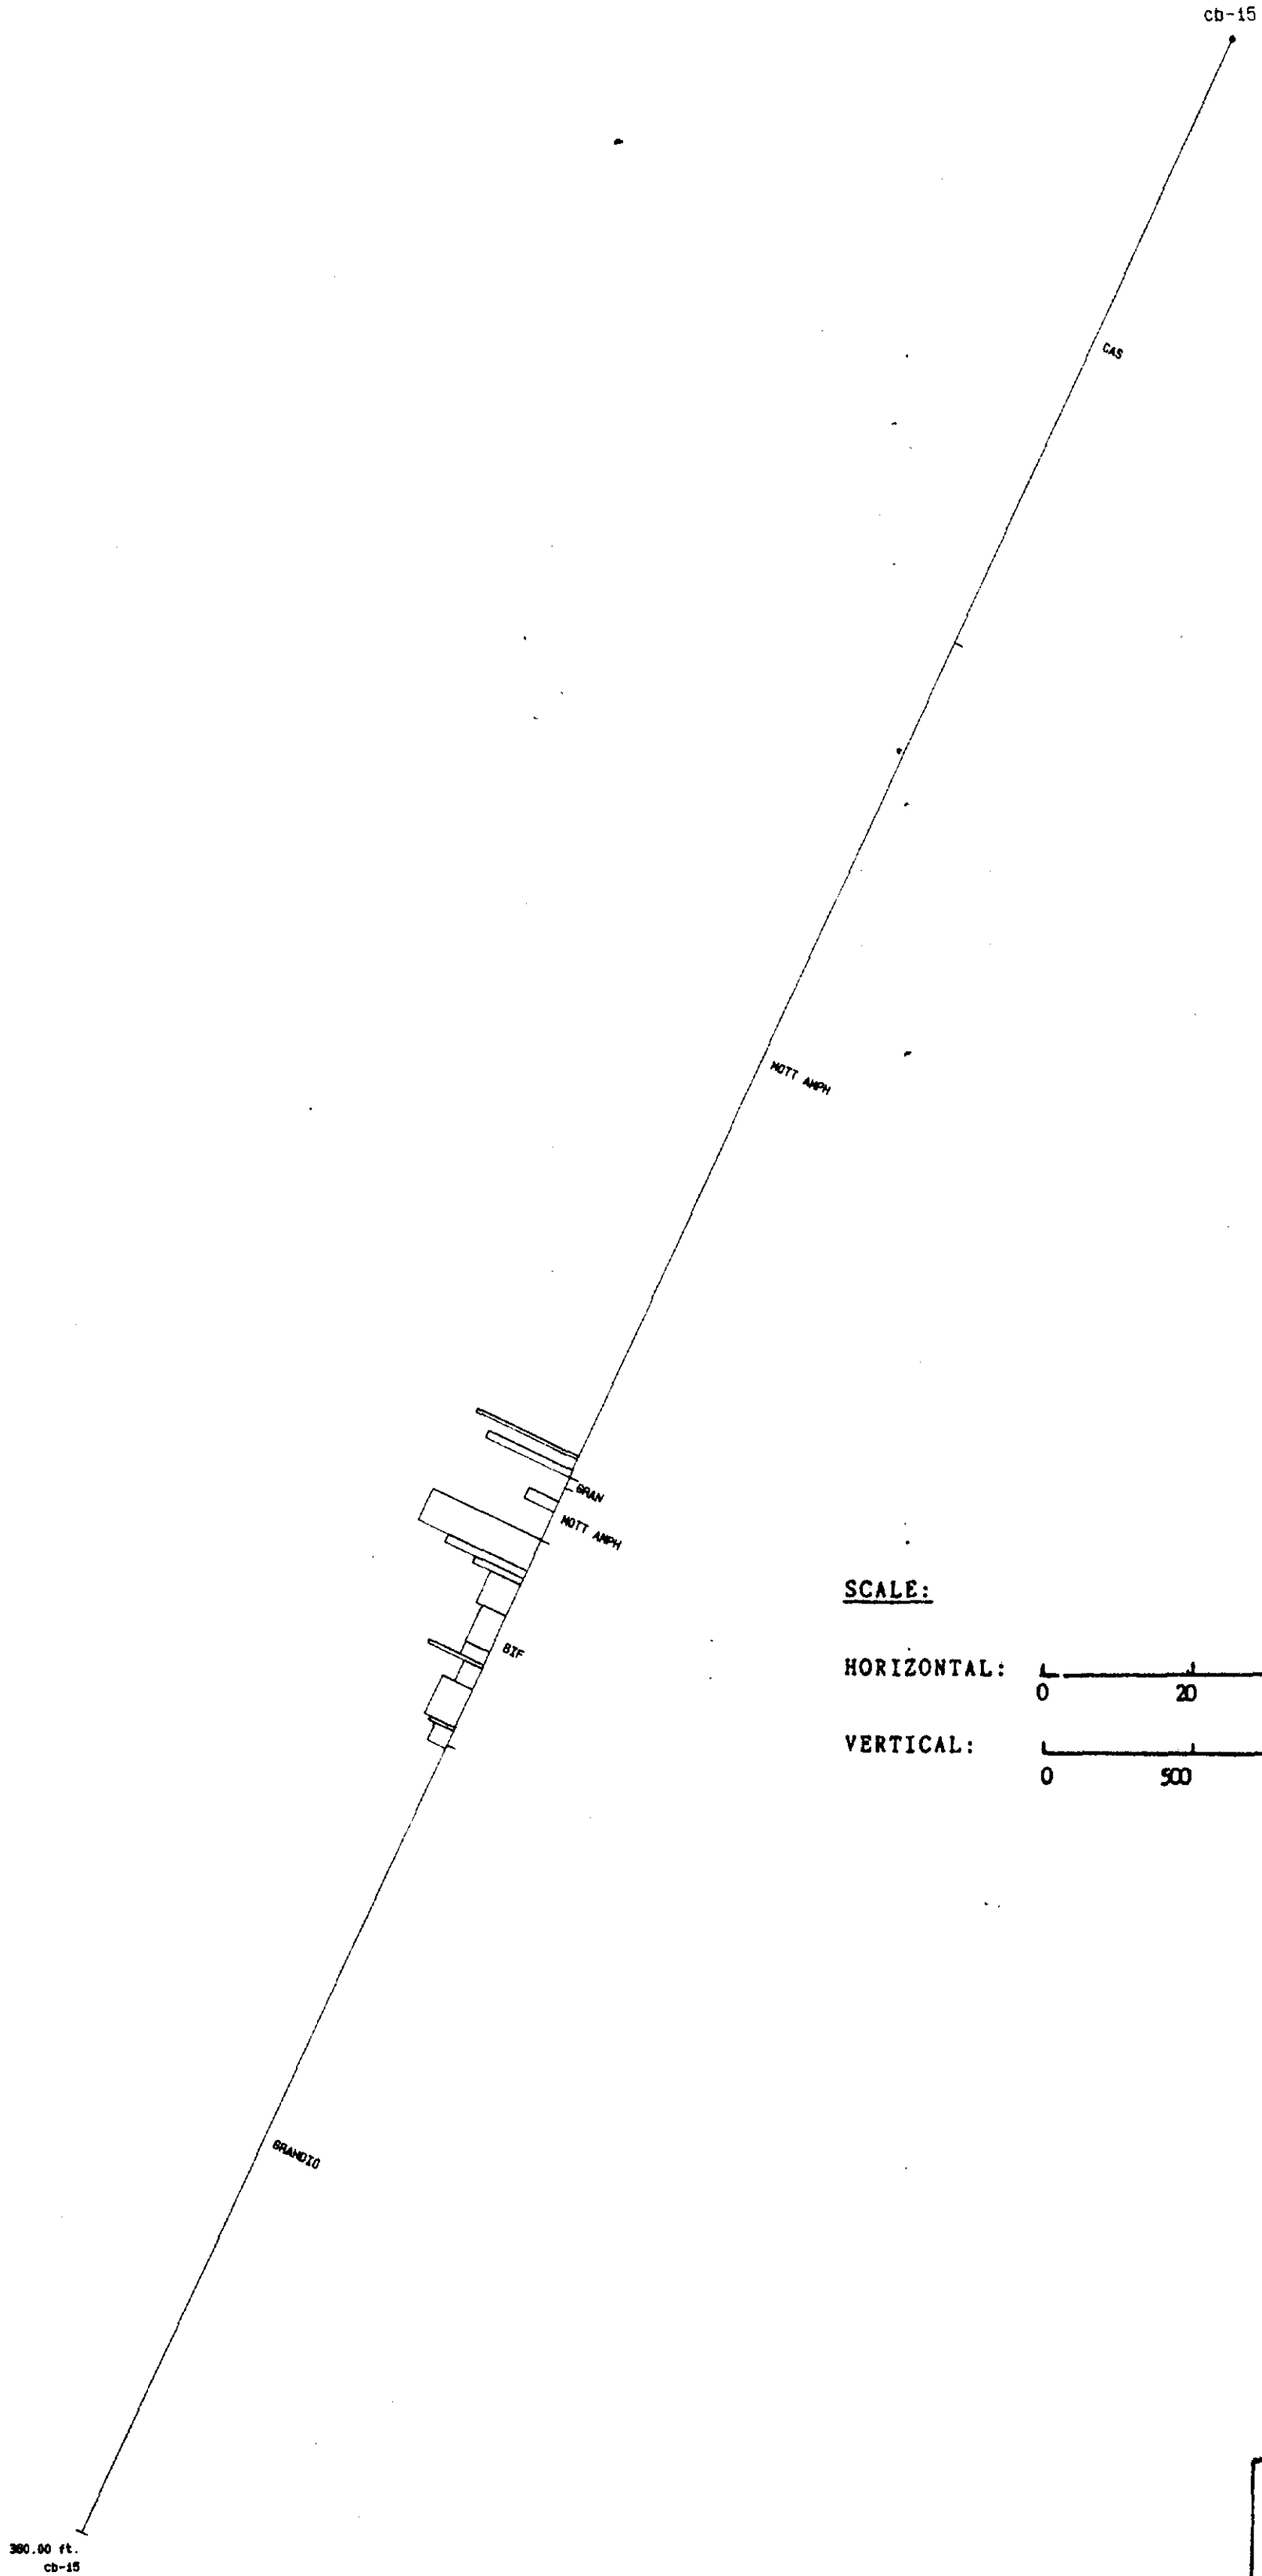 cb-15
CAS
MOTT AMPH
GRAN
MOTT AMPH
BIF
SCALE:
HORIZONTAL:
0 20
VERTICAL:
0 500
GRANDIO
380.00 ft.
cb-15